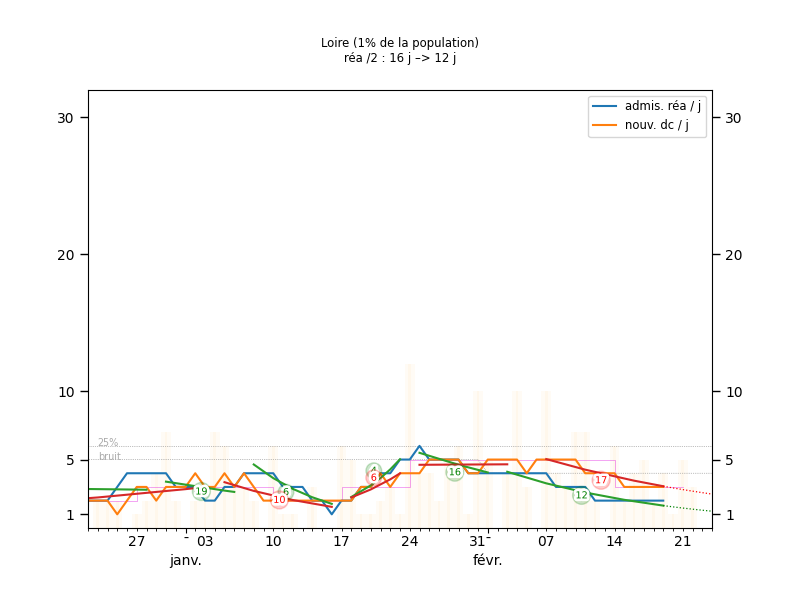 Loire (1% de la population)
réa /2 : 16 j –> 12 j
admis. réa / j
nouv. dc / j
30 30
20 20
10 10
25%
bruit
5 5
4
6
16
17
19
6
10
12
1 1
27 03 10 17 24 31 07 14 21
janv. févr.